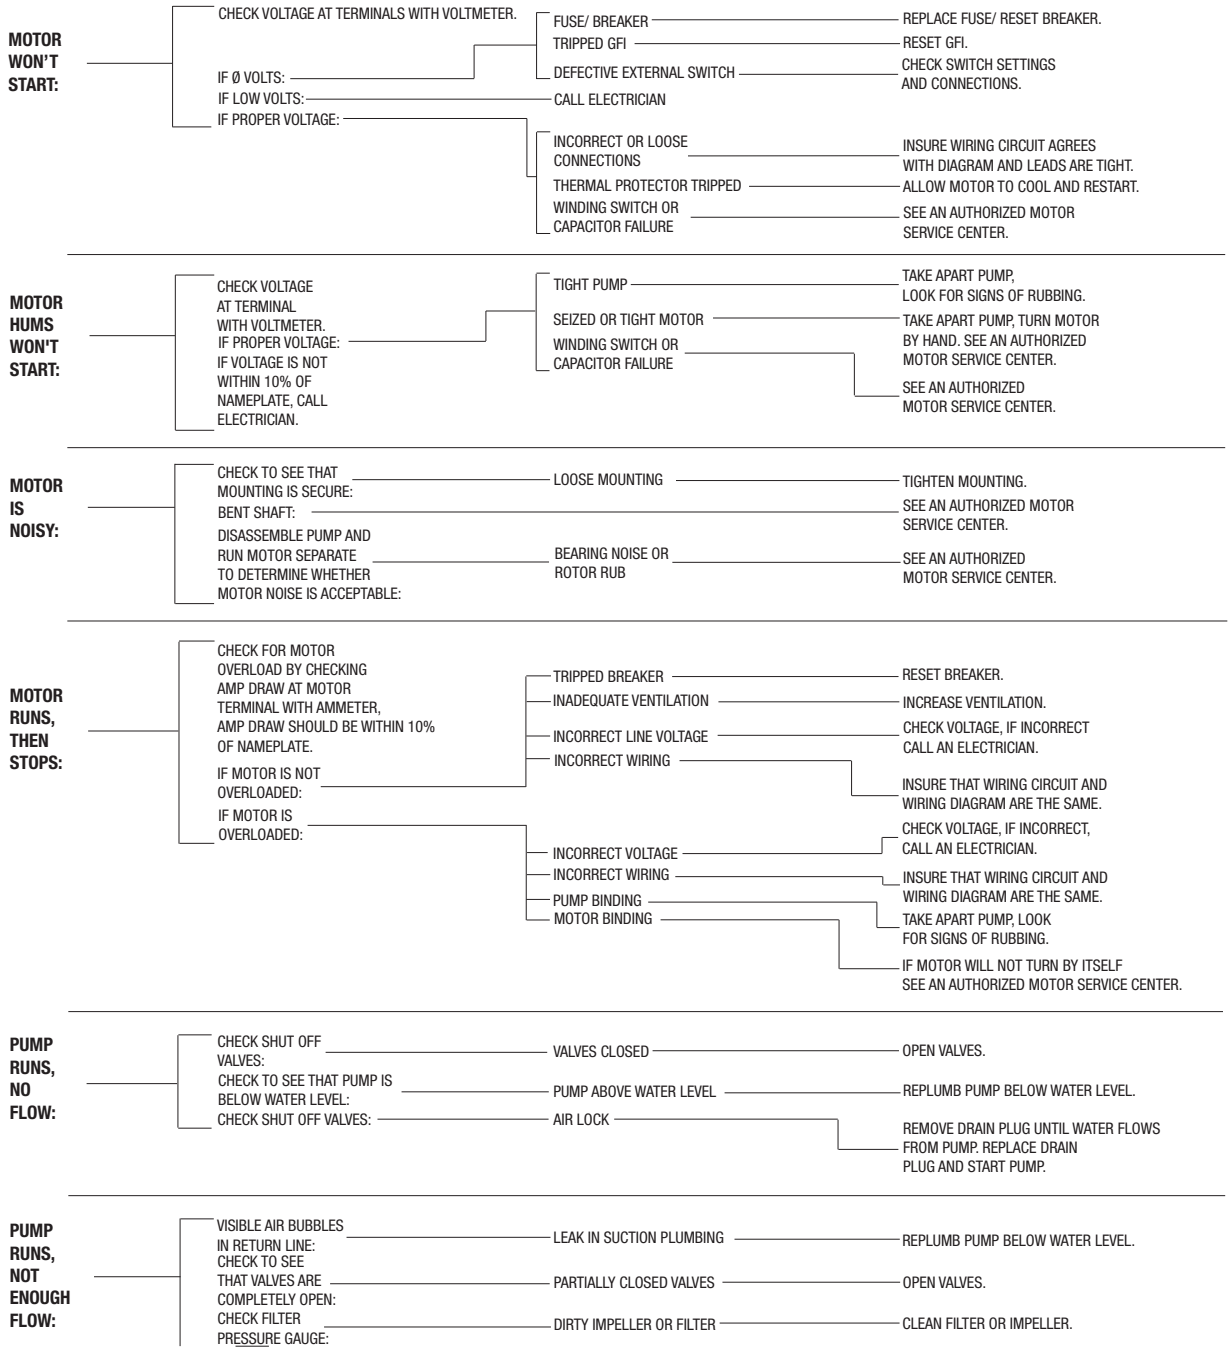 MOTOR
WON'T
START:
CHECK VOLTAGE AT TERMINALS WITH VOLTMETER.
IF Ø VOLTS:
FUSE/ BREAKER
REPLACE FUSE/ RESET BREAKER.
TRIPPED GFI
RESET GFI.
DEFECTIVE EXTERNAL SWITCH
CHECK SWITCH SETTINGS
AND CONNECTIONS.
IF LOW VOLTS:
CALL ELECTRICIAN
IF PROPER VOLTAGE:
INCORRECT OR LOOSE
CONNECTIONS
INSURE WIRING CIRCUIT AGREES
WITH DIAGRAM AND LEADS ARE TIGHT.
THERMAL PROTECTOR TRIPPED
ALLOW MOTOR TO COOL AND RESTART.
WINDING SWITCH OR
CAPACITOR FAILURE
SEE AN AUTHORIZED MOTOR
SERVICE CENTER.
MOTOR
HUMS
WON'T
START:
CHECK VOLTAGE
AT TERMINAL
WITH VOLTMETER.
IF PROPER VOLTAGE:
IF VOLTAGE IS NOT
WITHIN 10% OF
NAMEPLATE, CALL
ELECTRICIAN.
TIGHT PUMP
TAKE APART PUMP,
LOOK FOR SIGNS OF RUBBING.
SEIZED OR TIGHT MOTOR
TAKE APART PUMP, TURN MOTOR
BY HAND. SEE AN AUTHORIZED
MOTOR SERVICE CENTER.
WINDING SWITCH OR
CAPACITOR FAILURE
SEE AN AUTHORIZED
MOTOR SERVICE CENTER.
MOTOR
IS
NOISY:
CHECK TO SEE THAT
MOUNTING IS SECURE:
LOOSE MOUNTING
TIGHTEN MOUNTING.
BENT SHAFT:
SEE AN AUTHORIZED MOTOR
SERVICE CENTER.
DISASSEMBLE PUMP AND
RUN MOTOR SEPARATE
TO DETERMINE WHETHER
MOTOR NOISE IS ACCEPTABLE:
BEARING NOISE OR
ROTOR RUB
SEE AN AUTHORIZED
MOTOR SERVICE CENTER.
MOTOR
RUNS,
THEN
STOPS:
CHECK FOR MOTOR
OVERLOAD BY CHECKING
AMP DRAW AT MOTOR
TERMINAL WITH AMMETER,
AMP DRAW SHOULD BE WITHIN 10%
OF NAMEPLATE.
IF MOTOR IS NOT
OVERLOADED:
TRIPPED BREAKER
RESET BREAKER.
INADEQUATE VENTILATION
INCREASE VENTILATION.
INCORRECT LINE VOLTAGE
CHECK VOLTAGE, IF INCORRECT
CALL AN ELECTRICIAN.
INCORRECT WIRING
INSURE THAT WIRING CIRCUIT AND
WIRING DIAGRAM ARE THE SAME.
IF MOTOR IS
OVERLOADED:
INCORRECT VOLTAGE
CHECK VOLTAGE, IF INCORRECT,
CALL AN ELECTRICIAN.
INCORRECT WIRING
INSURE THAT WIRING CIRCUIT AND
WIRING DIAGRAM ARE THE SAME.
PUMP BINDING
TAKE APART PUMP, LOOK
FOR SIGNS OF RUBBING.
MOTOR BINDING
IF MOTOR WILL NOT TURN BY ITSELF
SEE AN AUTHORIZED MOTOR SERVICE CENTER.
PUMP
RUNS,
NO
FLOW:
CHECK SHUT OFF
VALVES:
VALVES CLOSED
OPEN VALVES.
CHECK TO SEE THAT PUMP IS
BELOW WATER LEVEL:
PUMP ABOVE WATER LEVEL
REPLUMB PUMP BELOW WATER LEVEL.
CHECK SHUT OFF VALVES:
AIR LOCK
REMOVE DRAIN PLUG UNTIL WATER FLOWS
FROM PUMP. REPLACE DRAIN
PLUG AND START PUMP.
PUMP
RUNS,
NOT
ENOUGH
FLOW:
VISIBLE AIR BUBBLES
IN RETURN LINE:
LEAK IN SUCTION PLUMBING
REPLUMB PUMP BELOW WATER LEVEL.
CHECK TO SEE
THAT VALVES ARE
COMPLETELY OPEN:
PARTIALLY CLOSED VALVES
OPEN VALVES.
CHECK FILTER
PRESSURE GAUGE:
DIRTY IMPELLER OR FILTER
CLEAN FILTER OR IMPELLER.